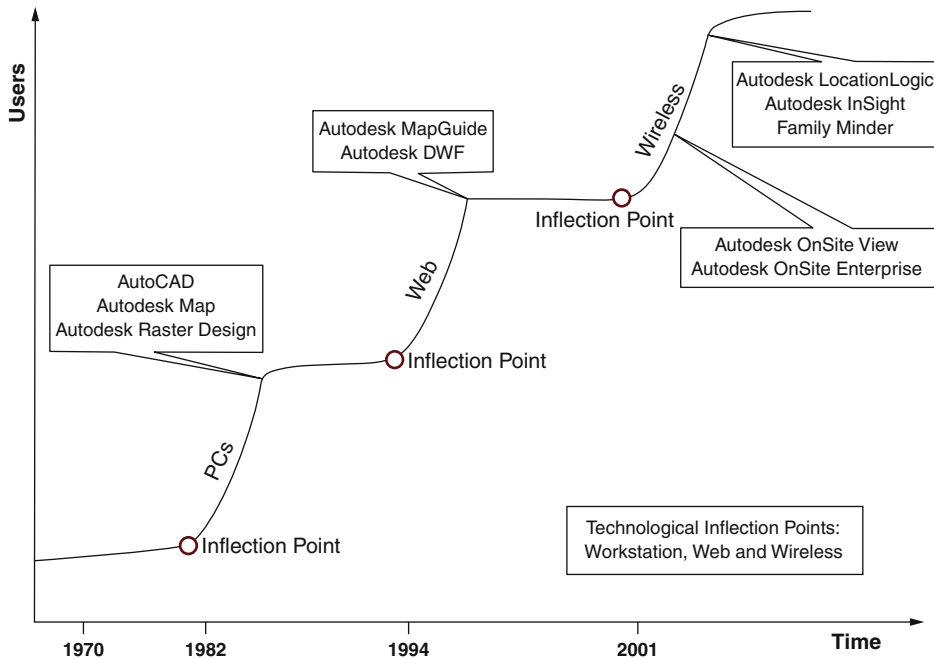 Users
Autodesk LocationLogic
Autodesk InSight
Family Minder
Wireless
Autodesk MapGuide
Autodesk DWF
Inflection Point
Autodesk OnSite View
Autodesk OnSite Enterprise
Web
AutoCAD
Autodesk Map
Autodesk Raster Design
Inflection Point
PCs
Inflection Point
Technological Inflection Points:
Workstation, Web and Wireless
Time
1970
1982
1994
2001